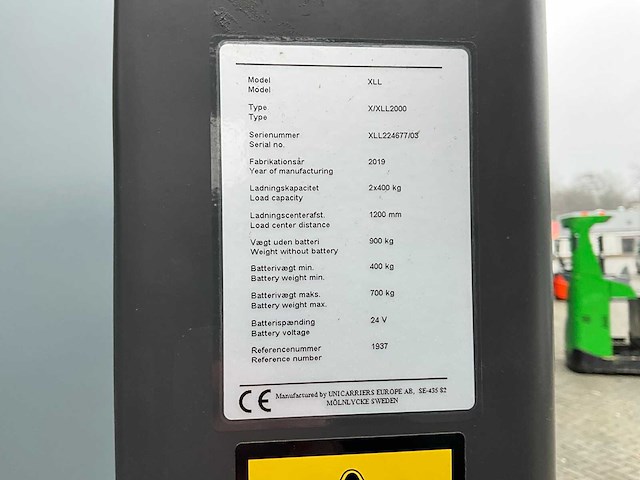 Model XLL
Model
Type X/XLL2000
Type
Serienummer XLL224677/03
Serial no.
Fabrikationsår 2019
Year of manufacturing
Ladningskapacitet 2x400 kg
Load capacity
Ladningscenterafst. 1200 mm
Load center distance
Vægt uden batteri 900 kg
Weight without battery
Batterivægt min. 400 kg
Battery weight min.
Batterivægt maks. 700 kg
Battery weight max.
Batterispænding 24 V
Battery voltage
Referencenummer 1937
Reference number
CE Manufactured by UNICARRIERS EUROPE AB, SE-435 82
MÖLNLYCKE SWEDEN